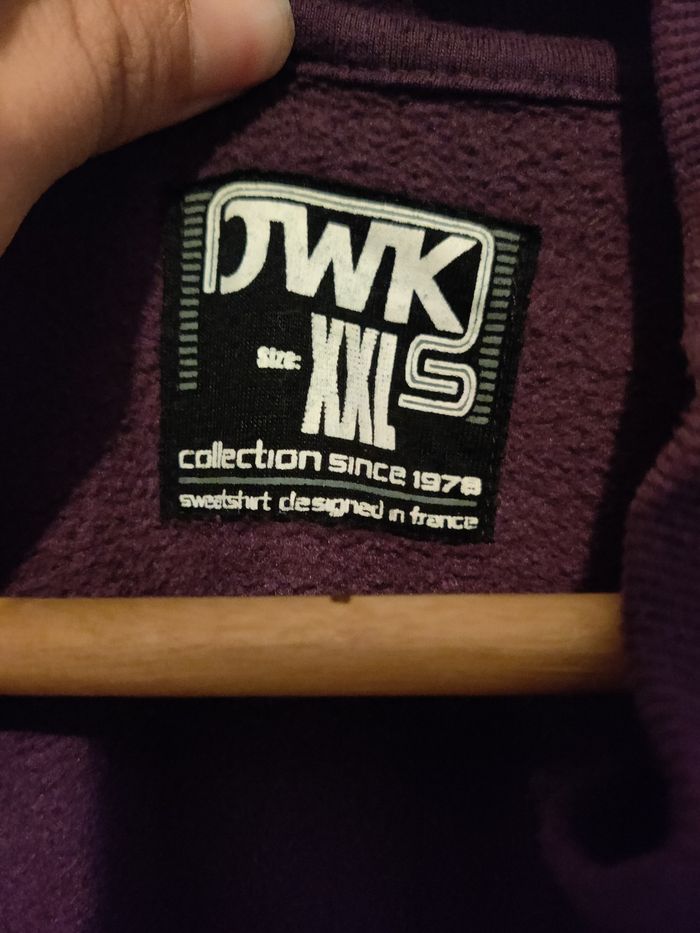 JWK
Size: XXL
S
collection since 1978
sweatshirt designed in france